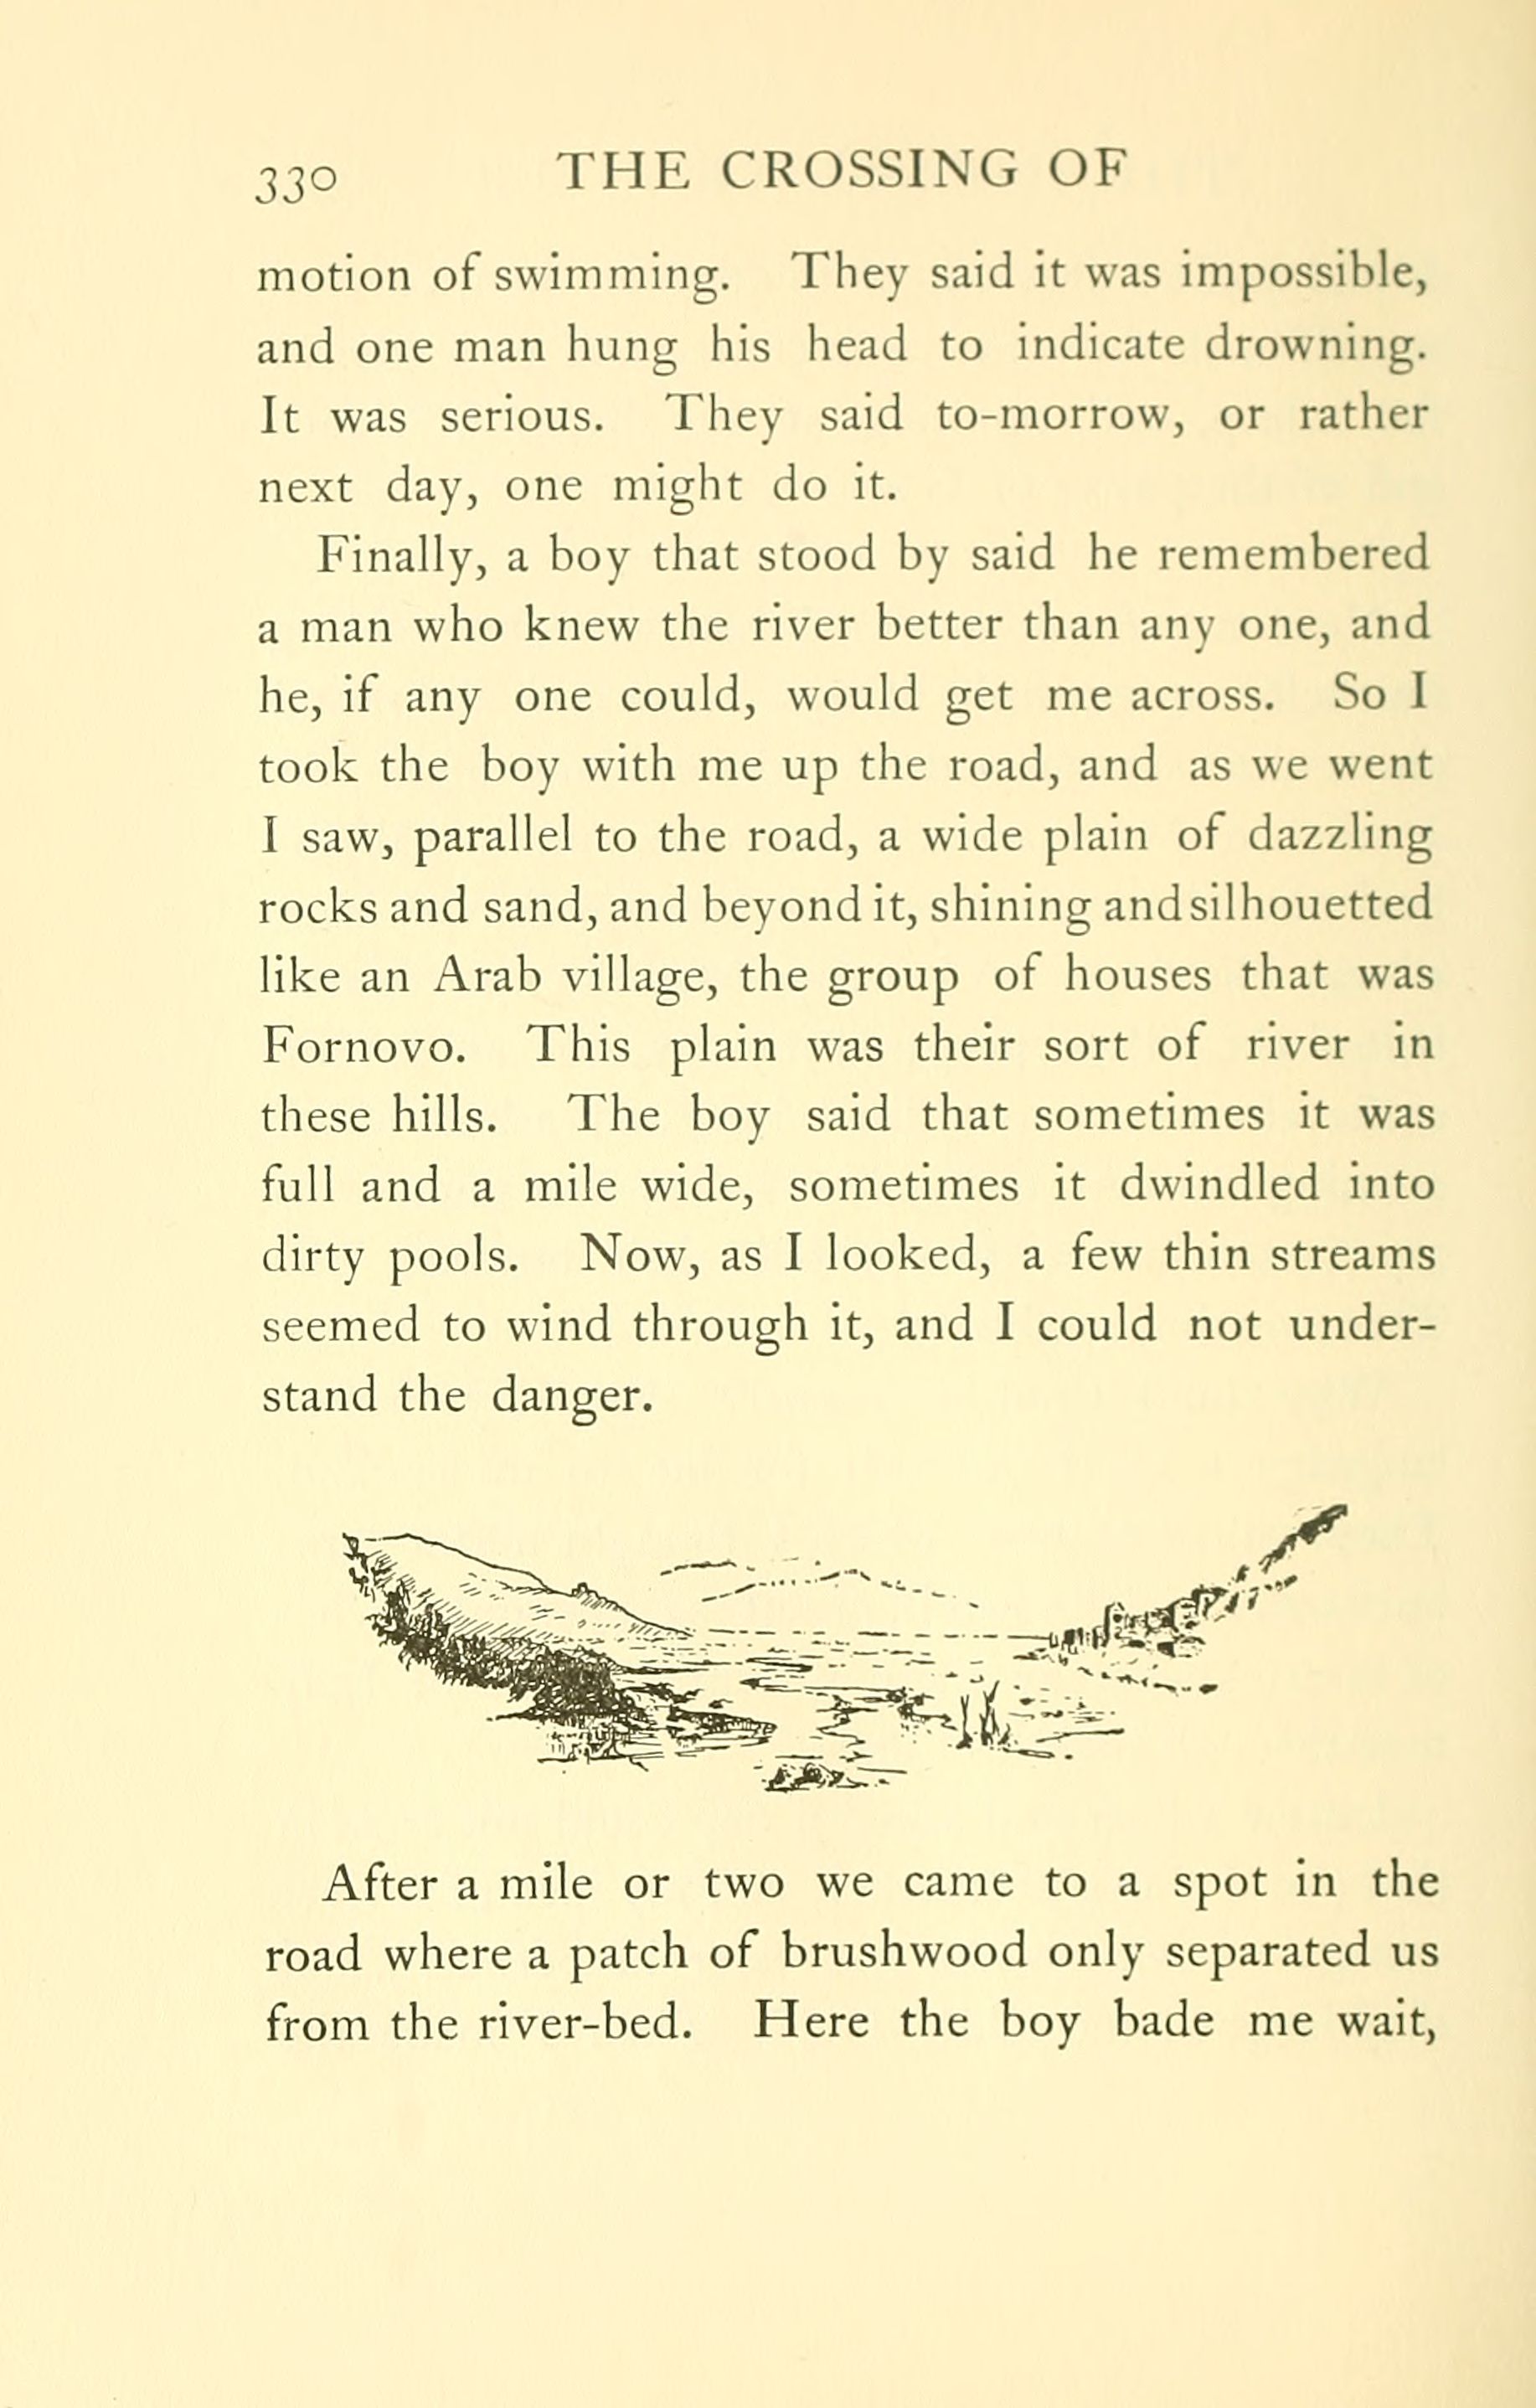 330
THE CROSSING OF
motion of swimming. They said it was impossible,
and one man hung his head to indicate drowning.
It was serious. They said to-morrow, or rather
next day, one might do it.
Finally, a boy that stood by said he remembered
a man who knew the river better than any one, and
he, if any one could, would get me across. So I
took the boy with me up the road, and as we went
I saw, parallel to the road, a wide plain of dazzling
rocks and sand, and beyond it, shining and silhouetted
like an Arab village, the group of houses that was
Fornovo. This plain was their sort of river in
these hills. The boy said that sometimes it was
full and a mile wide, sometimes it dwindled into
dirty pools. Now, as I looked, a few thin streams
seemed to wind through it, and I could not under-
stand the danger.
After a mile or two we came to a spot in the
road where a patch of brushwood only separated us
from the river-bed. Here the boy bade me wait,